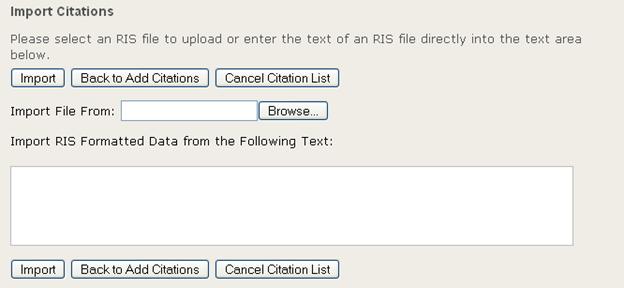 Import Citations
Please select an RIS file to upload or enter the text of an RIS file directly into the text area
below.
Import Back to Add Citations Cancel Citation List
Import File From: Browse...
Import RIS Formatted Data from the Following Text:
Import Back to Add Citations Cancel Citation List